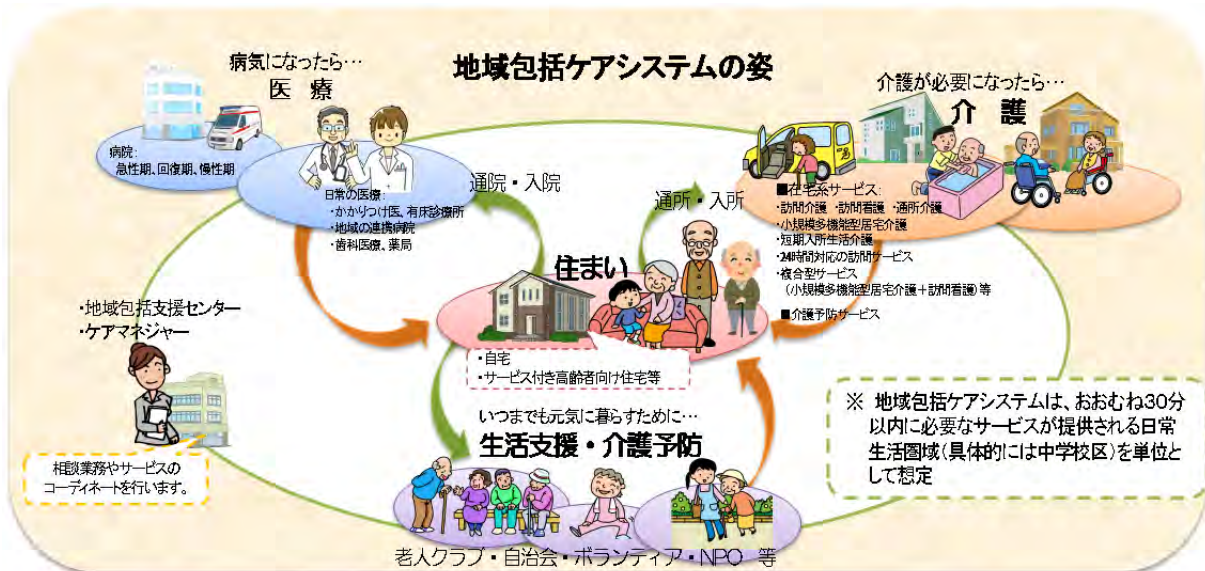 地域包括ケアシステムの姿
病気になったら…
医 療
病院:
急性期、回復期、慢性期
日常の医療:
・かかりつけ医、有床診療所
・地域の連携病院
・歯科医療、薬局
通院・入院
通所・入所
介護が必要になったら…
介 護
■在宅系サービス:
・訪問介護 ・訪問看護 ・通所介護
・小規模多機能型居宅介護
・短期入所生活介護
・24時間対応の訪問サービス
・複合型サービス
(小規模多機能型居宅介護+訪問看護)等
■介護予防サービス
住まい
・自宅
・サービス付き高齢者向け住宅等
・地域包括支援センター
・ケアマネジャー
相談業務やサービスの
コーディネートを行います。
いつまでも元気に暮らすために…
生活支援・介護予防
老人クラブ・自治会・ボランティア・NPO 等
※ 地域包括ケアシステムは、おおむね30分
以内に必要なサービスが提供される日常
生活圏域(具体的には中学校区)を単位と
して想定